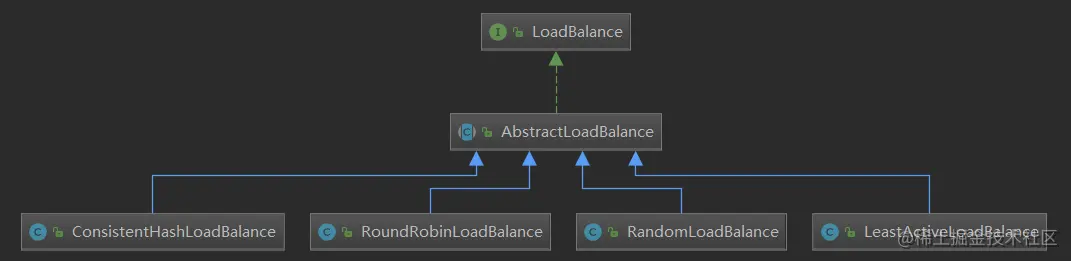 I LoadBalance
C AbstractLoadBalance
C ConsistentHashLoadBalance
C RoundRobinLoadBalance
C RandomLoadBalance
C LeastActiveLoadBalance
@稀土掘金技术社区